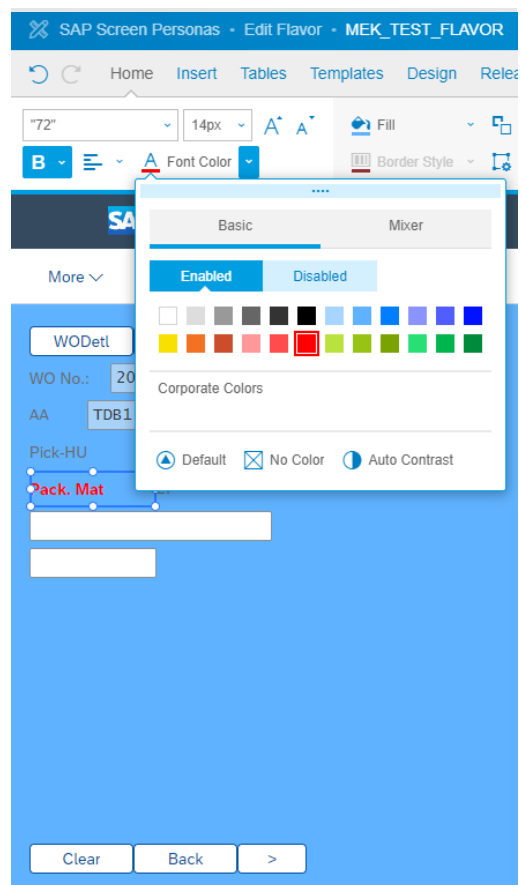 SAP Screen Personas • Edit Flavor • MEK_TEST_FLAVOR
Home Insert Tables Templates Design Relea
"72" 14px A A Fill
B A Font Color Border Style
SA
Basic Mixer
More
Enabled Disabled
WODetl
WO No.: 20
Corporate Colors
AA TDB1
Pick-HU
Default No Color Auto Contrast
Pack. Mat
Clear Back >